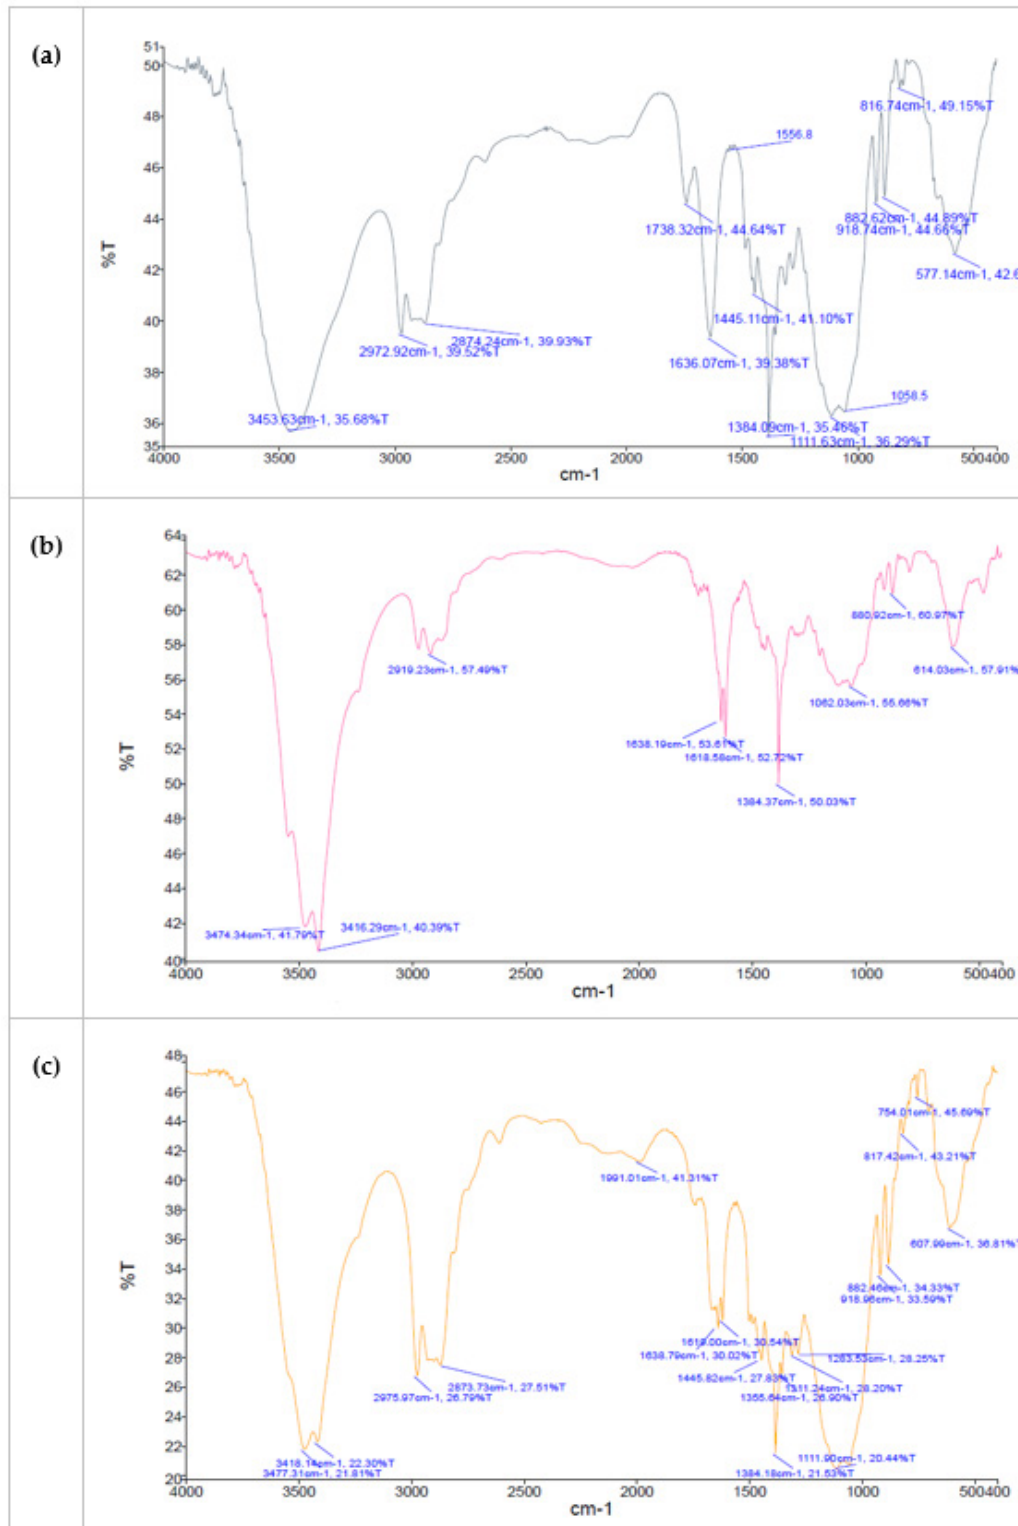 (a)
51
50
48
46
44
42
40
38
36
35
%T
4000
3500
3000
2500
2000
1500
1000
500400
cm-1
816.74cm-1, 49.15%T
1556.8
882.62cm-1, 44.89%T
918.74cm-1, 44.66%T
1738.32cm-1, 44.64%T
577.14cm-1, 42.6
1445.11cm-1, 41.10%T
2874.24cm-1, 39.93%T
2972.92cm-1, 39.52%T
1636.07cm-1, 39.38%T
1058.5
3453.63cm-1, 35.68%T
1384.09cm-1, 35.46%T
1111.63cm-1, 36.29%T
(b)
64
62
60
58
56
54
52
50
48
46
44
42
40
%T
4000
3500
3000
2500
2000
1500
1000
500400
cm-1
880.92cm-1, 60.97%T
2919.23cm-1, 57.49%T
614.03cm-1, 57.91%
1062.03cm-1, 55.66%T
1638.19cm-1, 53.61%T
1618.58cm-1, 52.72%T
1384.37cm-1, 50.03%T
3416.29cm-1, 40.39%T
3474.34cm-1, 41.79%T
(c)
48
46
44
42
40
38
36
34
32
30
28
26
24
22
20
%T
4000
3500
3000
2500
2000
1500
1000
500400
cm-1
754.01cm-1, 45.69%T
817.42cm-1, 43.21%T
1991.01cm-1, 41.31%T
607.99cm-1, 36.81%
882.46cm-1, 34.33%T
918.96cm-1, 33.59%T
1619.00cm-1, 30.54%T
1638.79cm-1, 30.02%T
1283.53cm-1, 28.25%T
1445.82cm-1, 27.83%T
1311.24cm-1, 28.20%T
1365.64cm-1, 26.90%T
2873.73cm-1, 27.51%T
2975.97cm-1, 26.79%T
3418.14cm-1, 22.30%T
3477.31cm-1, 21.81%T
1111.90cm-1, 20.44%T
1384.18cm-1, 21.53%T